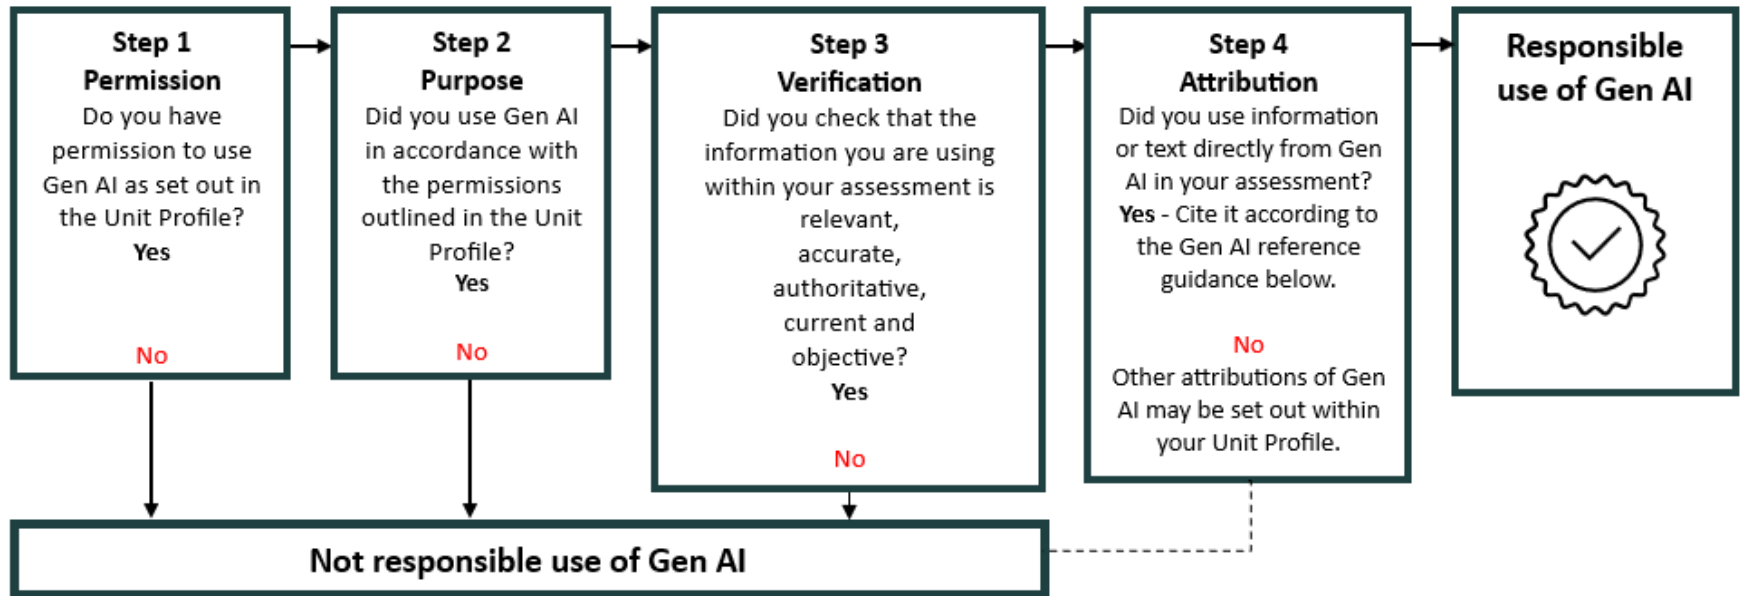 Step 1
Permission
Do you have
permission to use
Gen AI as set out in
the Unit Profile?
Yes
No
Step 2
Purpose
Did you use Gen AI
in accordance with
the permissions
outlined in the Unit
Profile?
Yes
No
Step 3
Verification
Did you check that the
information you are using
within your assessment is
relevant,
accurate,
authoritative,
current and
objective?
Yes
No
Step 4
Attribution
Did you use information
or text directly from Gen
AI in your assessment?
Yes - Cite it according to
the Gen AI reference
guidance below.
No
Other attributions of Gen
AI may be set out within
your Unit Profile.
Responsible
use of Gen AI
Not responsible use of Gen AI